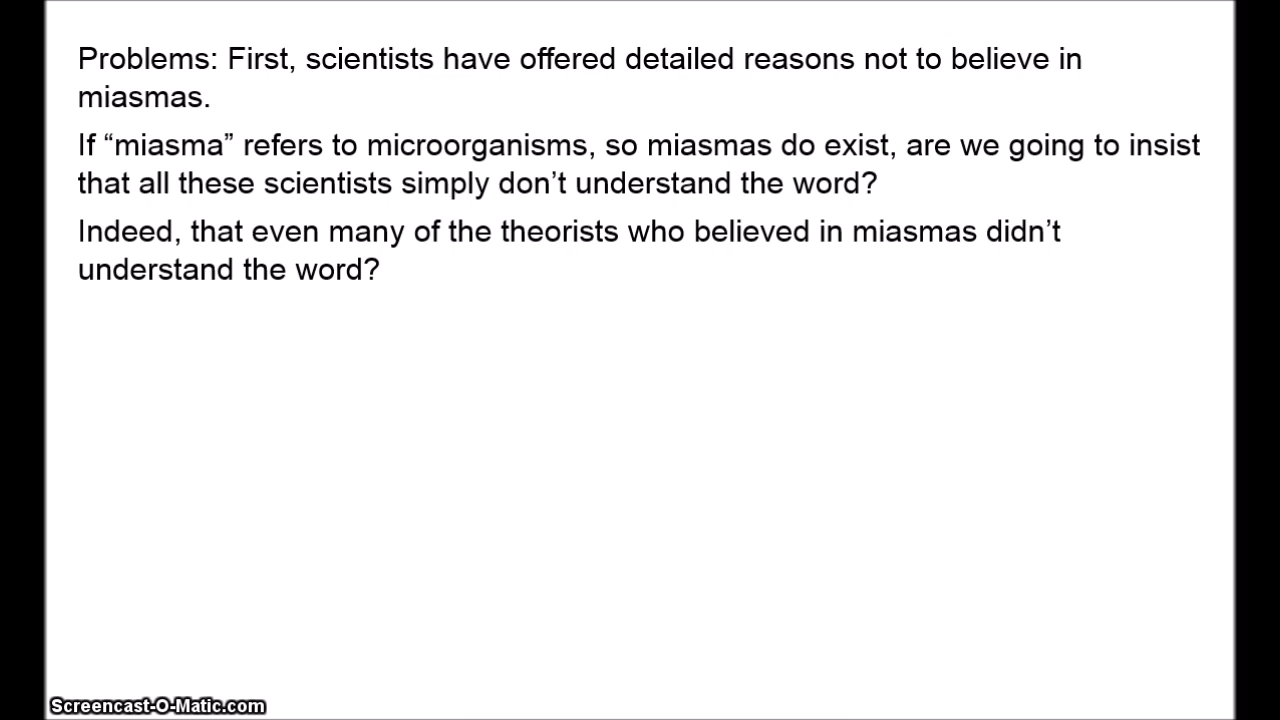 Problems: First, scientists have offered detailed reasons not to believe in
miasmas.
If “miasma” refers to microorganisms, so miasmas do exist, are we going to insist
that all these scientists simply don’t understand the word?
Indeed, that even many of the theorists who believed in miasmas didn’t
understand the word?
Screencast-O-Matic.com